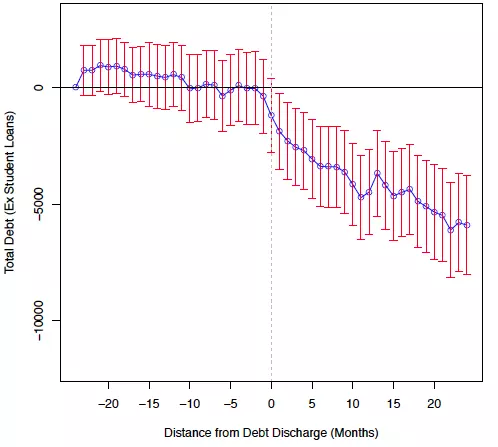 Total Debt (Ex Student Loans)
0
−5000
−10000
−20 −15 −10 −5 0 5 10 15 20
Distance from Debt Discharge (Months)